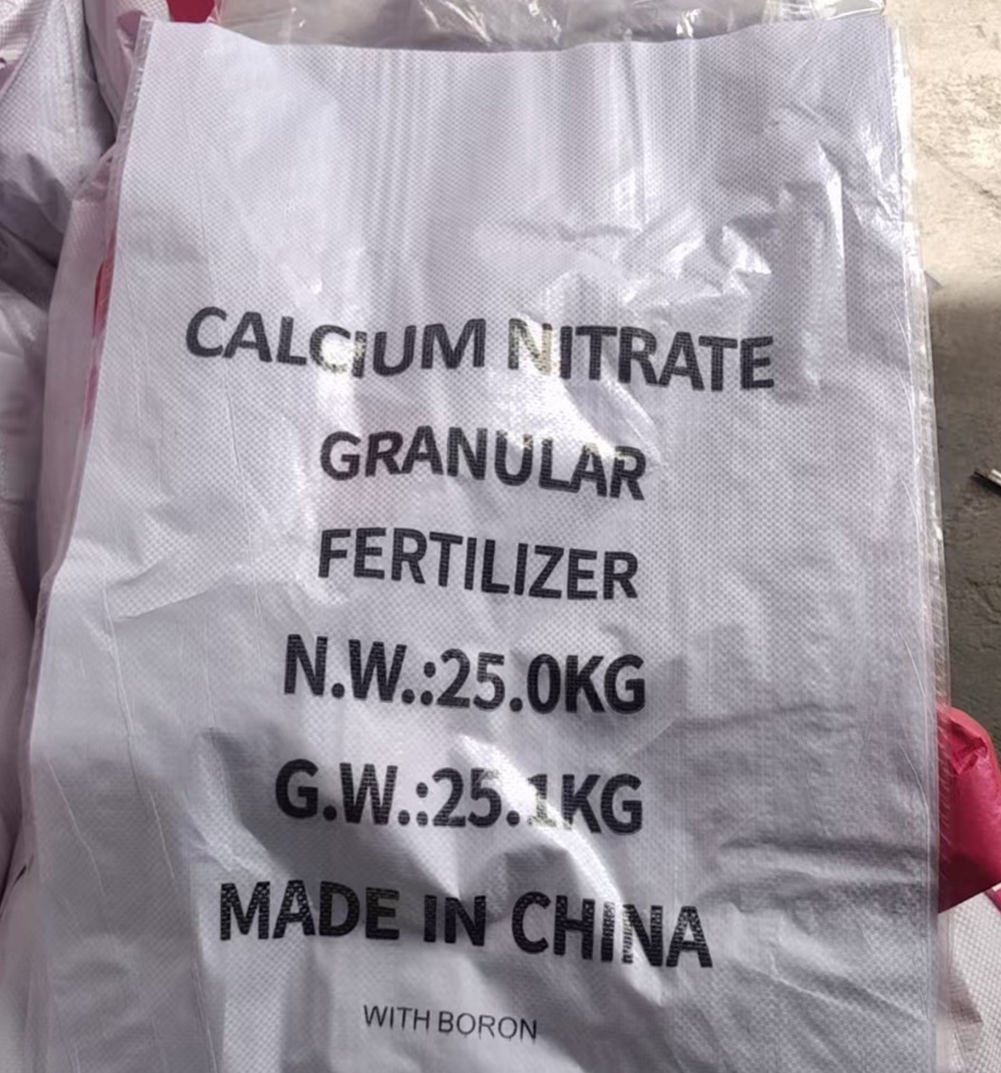 CALCIUM NITRATE
GRANULAR
FERTILIZER
N.W.:25.0KG
G.W.:25.1KG
MADE IN CHINA
WITH BORON